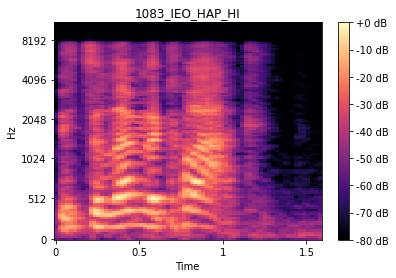 1083_IEO_HAP_HI
+0 dB
8192
-10 dB
4096
-20 dB
-30 dB
Hz
2048
-40 dB
1024
-50 dB
512
-60 dB
-70 dB
0
-80 dB
0 0.5 1 1.5
Time